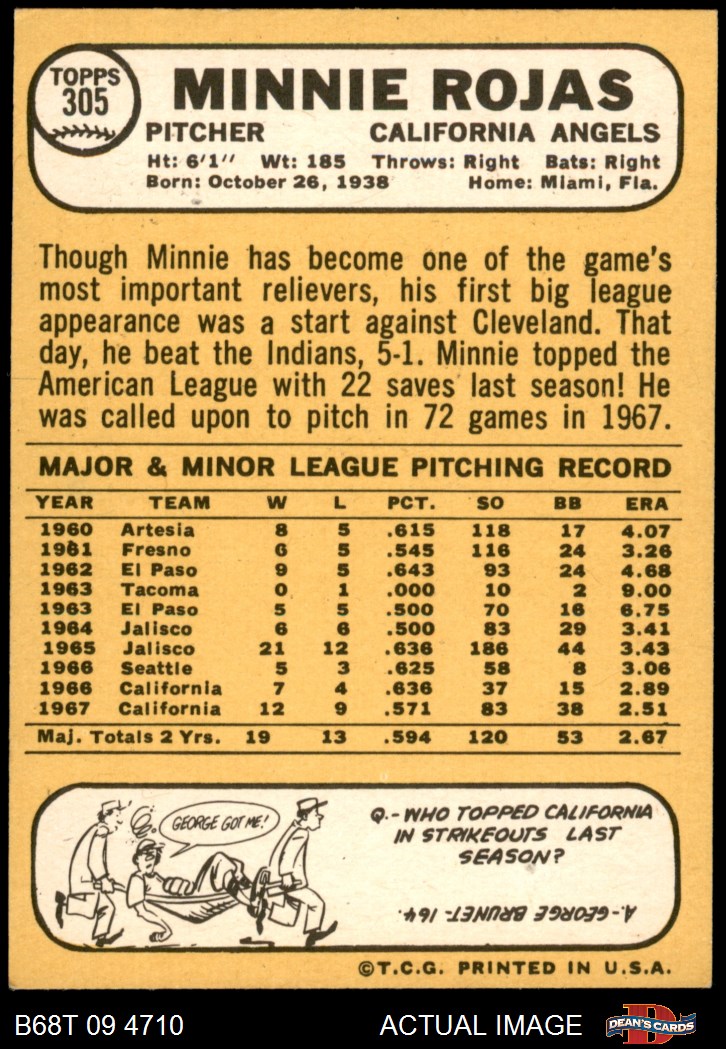 TOPPS
305
MINNIE ROJAS
PITCHER CALIFORNIA ANGELS
Ht: 6'1" Wt: 185 Throws: Right Bats: Right
Born: October 26, 1938 Home: Miami, Fla.
Though Minnie has become one of the game's
most important relievers, his first big league
appearance was a start against Cleveland. That
day, he beat the Indians, 5-1. Minnie topped the
American League with 22 saves last season! He
was called upon to pitch in 72 games in 1967.
MAJOR & MINOR LEAGUE PITCHING RECORD
YEAR TEAM W L PCT. SO BB ERA
1960 Artesia 8 5 .615 118 17 4.07
1961 Fresno 6 5 .545 116 24 3.26
1962 El Paso 9 5 .643 93 24 4.68
1963 Tacoma 0 1 .000 10 2 9.00
1963 El Paso 5 5 .500 70 16 6.75
1964 Jalisco 6 6 .500 83 29 3.41
1965 Jalisco 21 12 .636 186 44 3.43
1966 Seattle 5 3 .625 58 8 3.06
1966 California 7 4 .636 37 15 2.89
1967 California 12 9 .571 83 38 2.51
Maj. Totals 2 Yrs. 19 13 .594 120 53 2.67
GEORGE GOT ME!
Q.-WHO TOPPED CALIFORNIA
IN STRIKEOUTS LAST
SEASON?
A.-GEORGE BRUNET-164.
©T.C.G. PRINTED IN U.S.A.
B68T 09 4710 ACTUAL IMAGE
D
DEAN'S CARDS